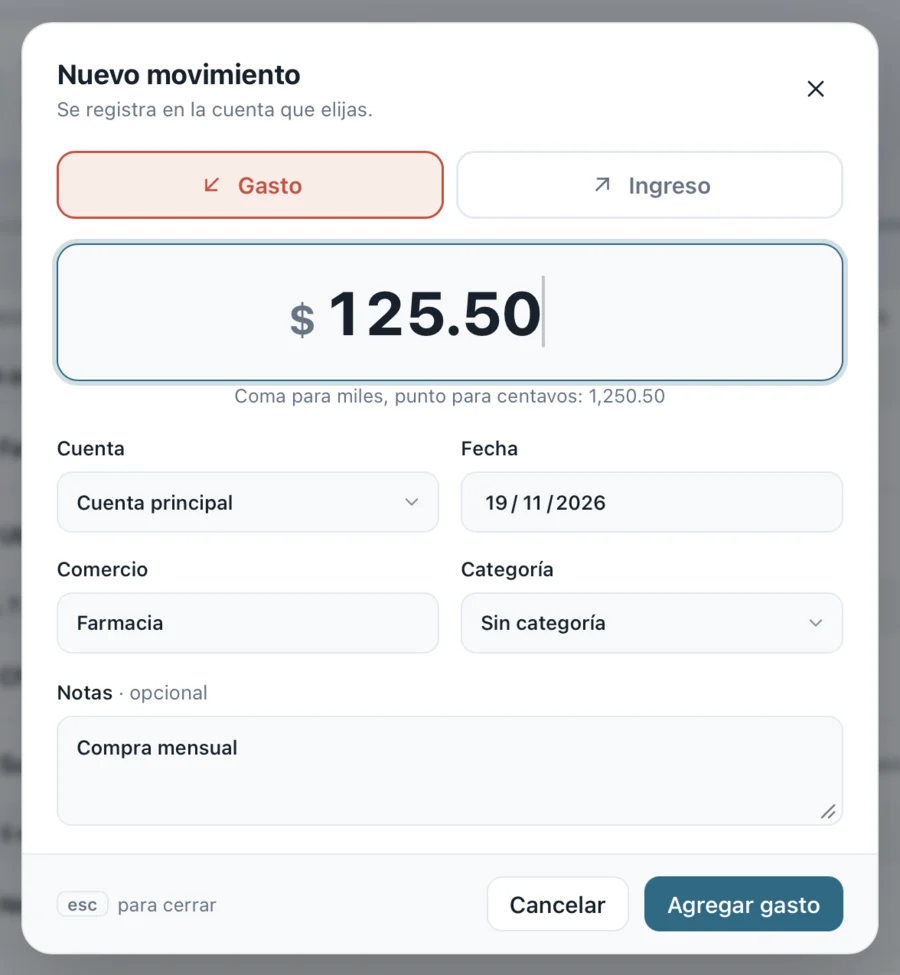 Nuevo movimiento
Se registra en la cuenta que elijas.
Gasto
Ingreso
$ 125.50
Coma para miles, punto para centavos: 1,250.50
Cuenta
Fecha
Cuenta principal
19/11/2026
Comercio
Categoría
Farmacia
Sin categoría
Notas · opcional
Compra mensual
esc para cerrar
Cancelar
Agregar gasto